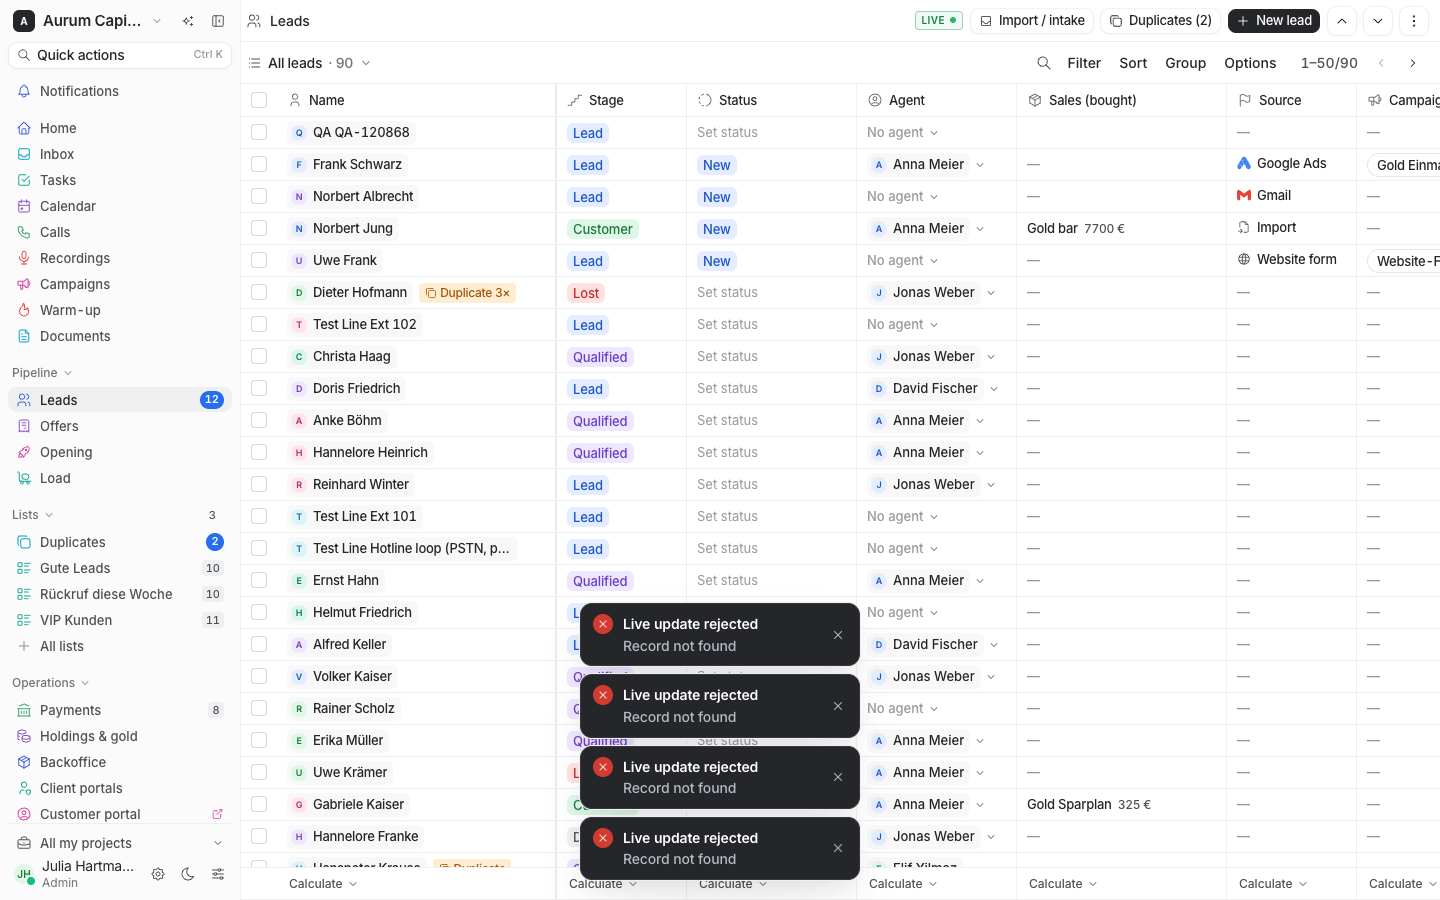 A Aurum Capi...
Quick actions Ctrl K
Notifications
Home
Inbox
Tasks
Calendar
Calls
Recordings
Campaigns
Warm-up
Documents
Pipeline
Leads 12
Offers
Opening
Load
Lists 3
Duplicates 2
Gute Leads 10
Rückruf diese Woche 10
VIP Kunden 11
All lists
Operations
Payments 8
Holdings & gold
Backoffice
Client portals
Customer portal
All my projects
JH Julia Hartma...
Admin
Leads LIVE Import / intake Duplicates (2) New lead
All leads · 90 Filter Sort Group Options 1–50/90
Name Stage Status Agent Sales (bought) Source Campaig
Q QA QA-120868 Lead Set status No agent — — —
F Frank Schwarz Lead New A Anna Meier — Google Ads Gold Einma
N Norbert Albrecht Lead New No agent — Gmail —
N Norbert Jung Customer New A Anna Meier Gold bar 7700 € Import —
U Uwe Frank Lead New No agent — Website form Website-F
D Dieter Hofmann Duplicate 3× Lost Set status J Jonas Weber — — —
T Test Line Ext 102 Lead Set status No agent — — —
C Christa Haag Qualified Set status J Jonas Weber — — —
D Doris Friedrich Lead Set status D David Fischer — — —
A Anke Böhm Qualified Set status A Anna Meier — — —
H Hannelore Heinrich Qualified Set status A Anna Meier — — —
R Reinhard Winter Lead Set status J Jonas Weber — — —
T Test Line Ext 101 Lead Set status No agent — — —
T Test Line Hotline loop (PSTN, p... Lead Set status No agent — — —
E Ernst Hahn Qualified Set status A Anna Meier — — —
H Helmut Friedrich L No agent — — —
A Alfred Keller L D David Fischer — — —
V Volker Kaiser Qualified Set status J Jonas Weber — — —
R Rainer Scholz Q No agent — — —
E Erika Müller Qualified Set status A Anna Meier — — —
U Uwe Krämer L A Anna Meier — — —
G Gabriele Kaiser C A Anna Meier Gold Sparplan 325 € — —
H Hannelore Franke D J Jonas Weber — — —
Hanspeter Krause Duplicate Elif Yilmaz
Live update rejected
Record not found
Live update rejected
Record not found
Live update rejected
Record not found
Live update rejected
Record not found
Calculate Calculate Calculate Calculate Calculate Calculate Calculate